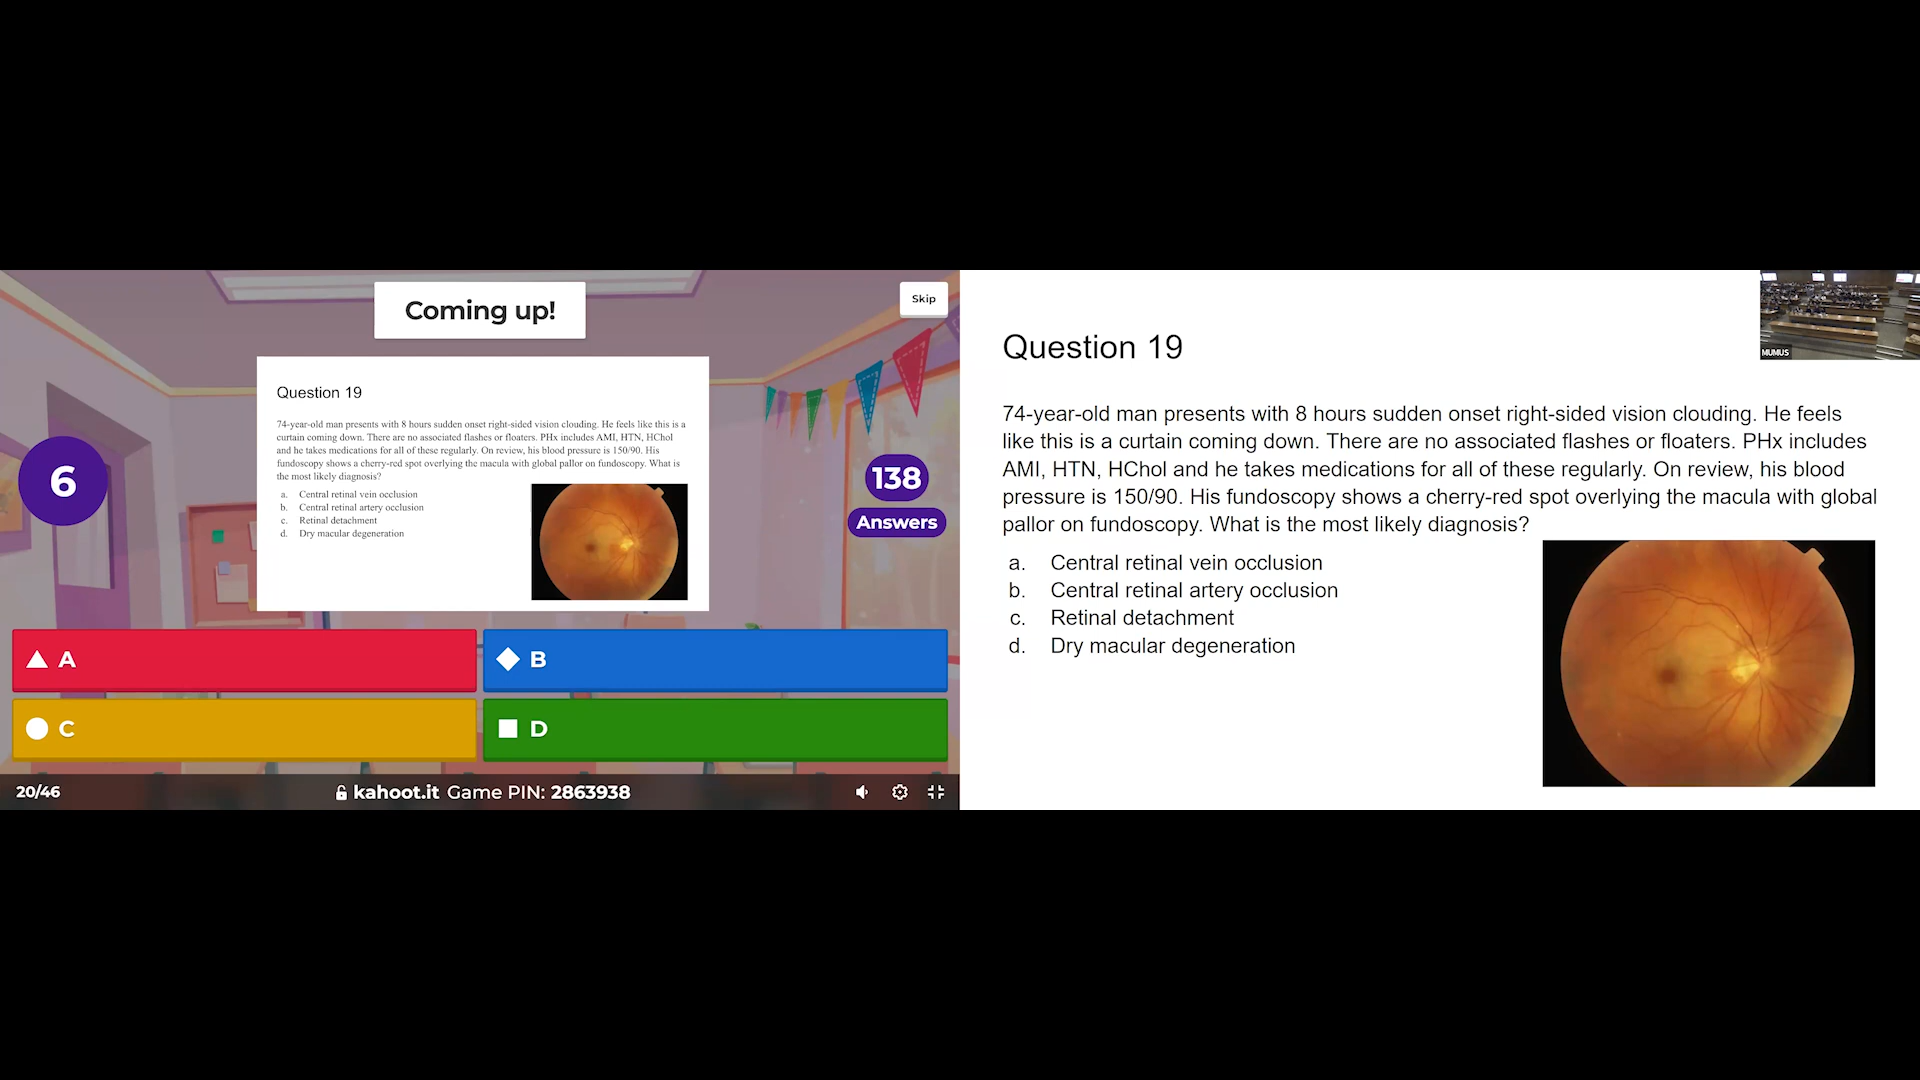 Coming up!
Skip
Question 19
74-year-old man presents with 8 hours sudden onset right-sided vision clouding. He feels like this is a
curtain coming down. There are no associated flashes or floaters. PHx includes AMI, HTN, HChol
and he takes medications for all of these regularly. On review, his blood pressure is 150/90. His
fundoscopy shows a cherry-red spot overlying the macula with global pallor on fundoscopy. What is
the most likely diagnosis?
a. Central retinal vein occlusion
b. Central retinal artery occlusion
c. Retinal detachment
d. Dry macular degeneration
6
138
Answers
A
B
C
D
20/46
kahoot.it Game PIN: 2863938
MUMUS
Question 19
74-year-old man presents with 8 hours sudden onset right-sided vision clouding. He feels
like this is a curtain coming down. There are no associated flashes or floaters. PHx includes
AMI, HTN, HChol and he takes medications for all of these regularly. On review, his blood
pressure is 150/90. His fundoscopy shows a cherry-red spot overlying the macula with global
pallor on fundoscopy. What is the most likely diagnosis?
a. Central retinal vein occlusion
b. Central retinal artery occlusion
c. Retinal detachment
d. Dry macular degeneration